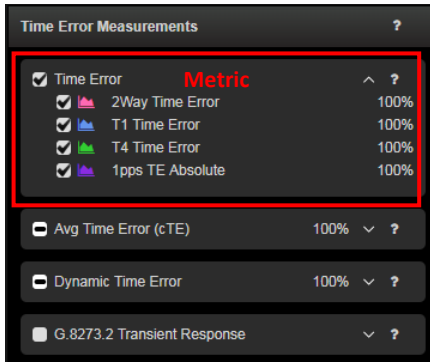 Time Error Measurements ?
Time Error Metric ?
2Way Time Error 100%
T1 Time Error 100%
T4 Time Error 100%
1pps TE Absolute 100%
Avg Time Error (cTE) 100% ?
Dynamic Time Error 100% ?
G.8273.2 Transient Response ?